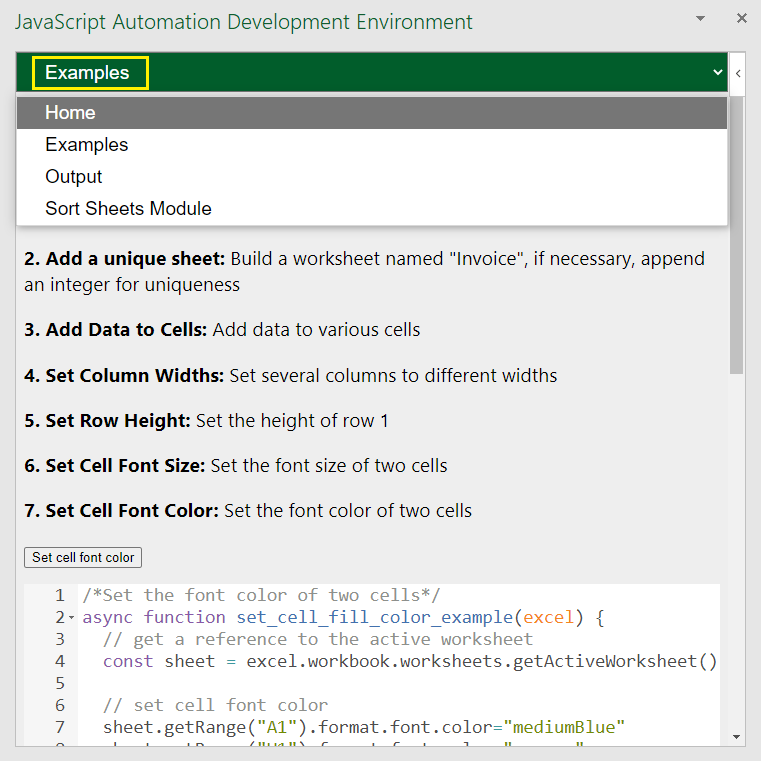 JavaScript Automation Development Environment
Examples
Home
Examples
Output
Sort Sheets Module
2. Add a unique sheet: Build a worksheet named "Invoice", if necessary, append
an integer for uniqueness
3. Add Data to Cells: Add data to various cells
4. Set Column Widths: Set several columns to different widths
5. Set Row Height: Set the height of row 1
6. Set Cell Font Size: Set the font size of two cells
7. Set Cell Font Color: Set the font color of two cells
Set cell font color
1 /*Set the font color of two cells*/
2 async function set_cell_fill_color_example(excel) {
3 // get a reference to the active worksheet
4 const sheet = excel.workbook.worksheets.getActiveWorksheet()
5
6 // set cell font color
7 sheet.getRange("A1").format.font.color="mediumBlue"